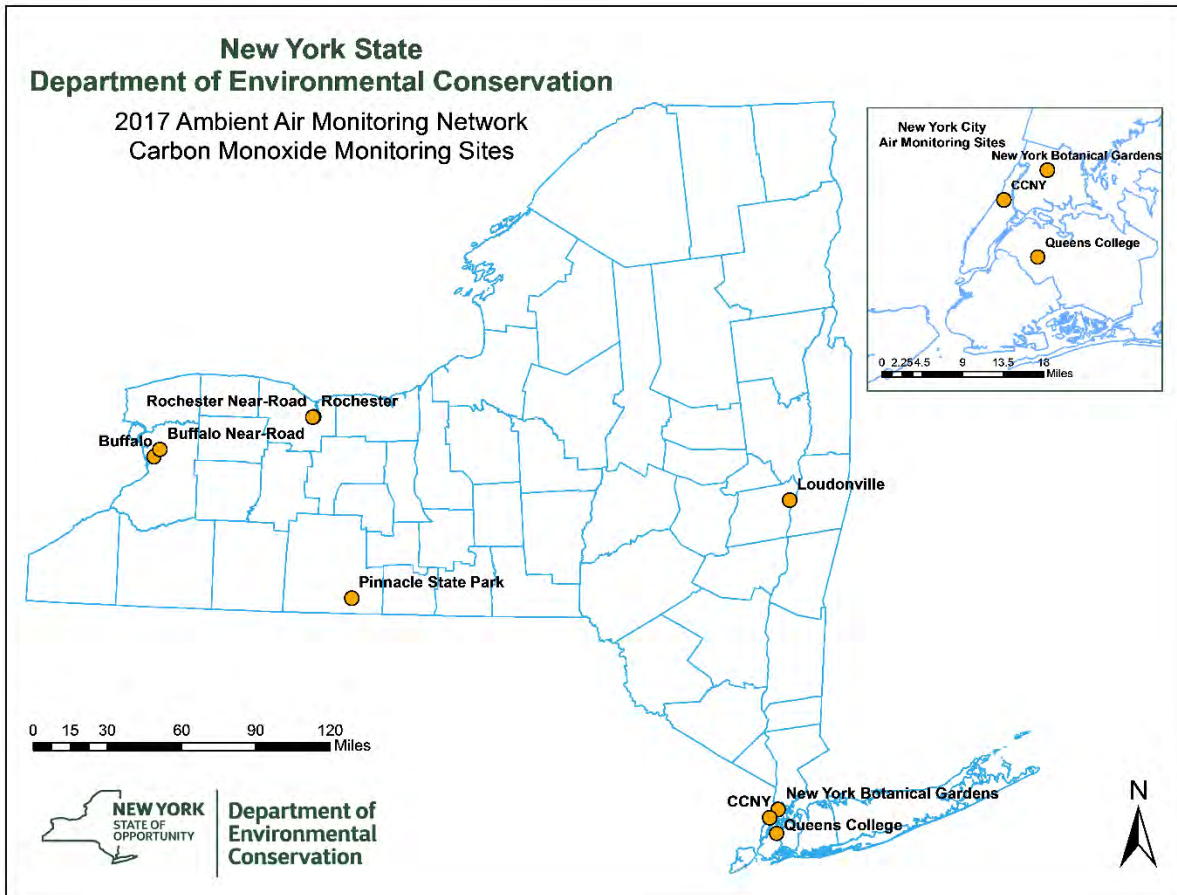 New York State
Department of Environmental Conservation
2017 Ambient Air Monitoring Network
Carbon Monoxide Monitoring Sites
New York City
Air Monitoring Sites
New York Botanical Gardens
CCNY
Queens College
0 2.25 4.5 9 13.5 18
Miles
Rochester Near-Road Rochester
Buffalo Buffalo Near-Road
Loudonville
Pinnacle State Park
0 15 30 60 90 120
Miles
CCNY New York Botanical Gardens
Queens College
N
NEW YORK
STATE OF
OPPORTUNITY
Department of
Environmental
Conservation